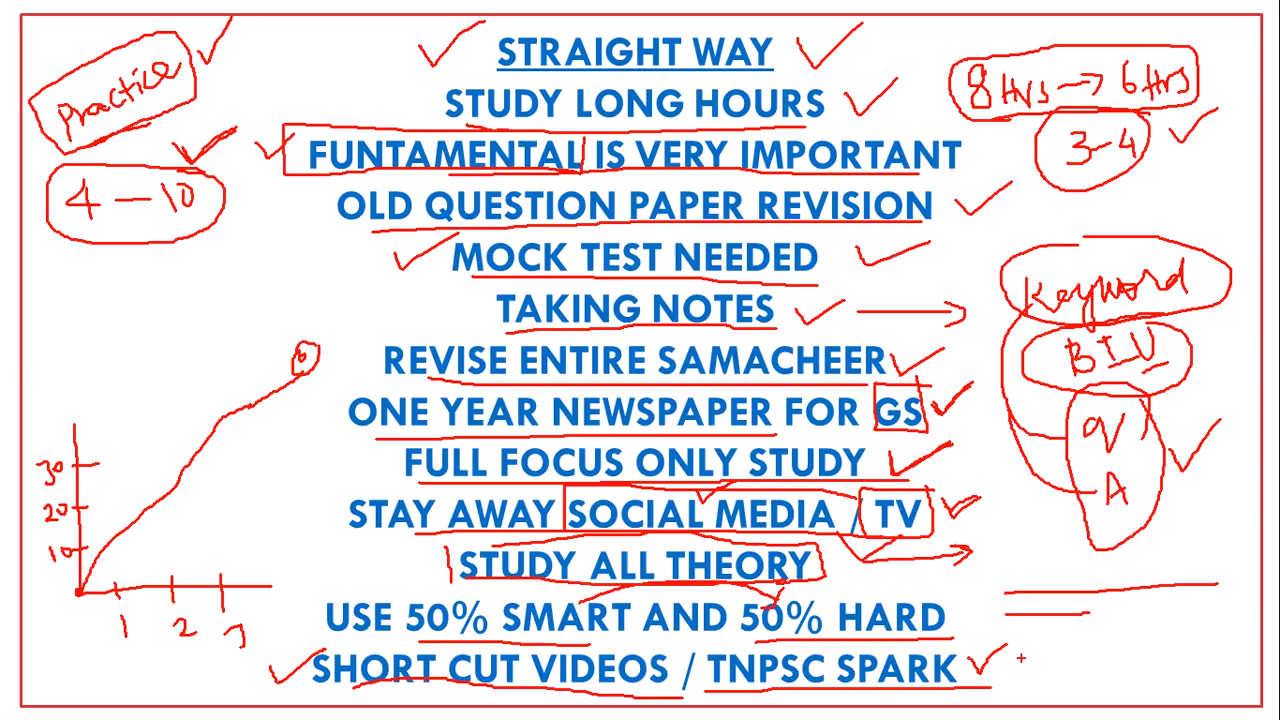 STRAIGHT WAY
STUDY LONG HOURS
FUNTAMENTAL IS VERY IMPORTANT
OLD QUESTION PAPER REVISION
MOCK TEST NEEDED
TAKING NOTES
REVISE ENTIRE SAMACHEER
ONE YEAR NEWSPAPER FOR GS
FULL FOCUS ONLY STUDY
STAY AWAY SOCIAL MEDIA / TV
STUDY ALL THEORY
USE 50% SMART AND 50% HARD
SHORT CUT VIDEOS / TNPSC SPARK
Practice
4 - 10
30
20
10
1 2 3
8 Hrs → 6 Hrs
3-4
Keyword
A